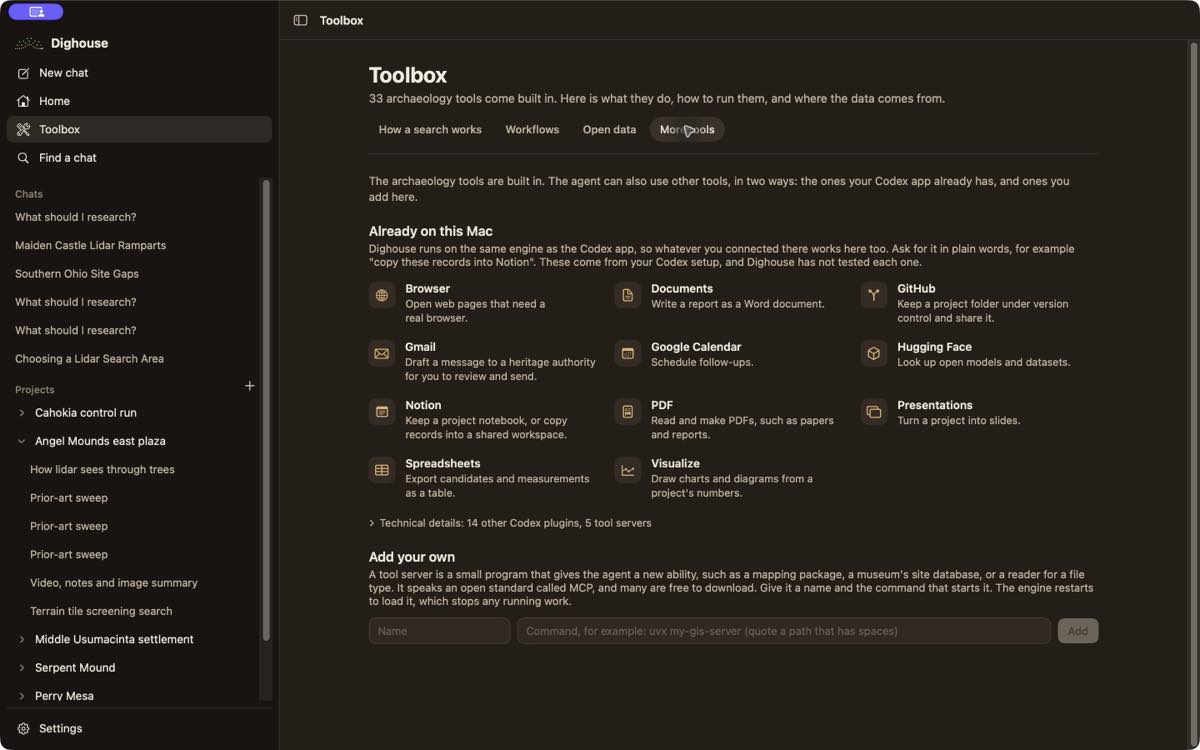 Dighouse
New chat
Home
Toolbox
Find a chat
Chats
What should I research?
Maiden Castle Lidar Ramparts
Southern Ohio Site Gaps
What should I research?
What should I research?
Choosing a Lidar Search Area
Projects
Cahokia control run
Angel Mounds east plaza
How lidar sees through trees
Prior-art sweep
Prior-art sweep
Prior-art sweep
Video, notes and image summary
Terrain tile screening search
Middle Usumacinta settlement
Serpent Mound
Perry Mesa
Settings
Toolbox
Toolbox
33 archaeology tools come built in. Here is what they do, how to run them, and where the data comes from.
How a search works
Workflows
Open data
More tools
The archaeology tools are built in. The agent can also use other tools, in two ways: the ones your Codex app already has, and ones you
add here.
Already on this Mac
Dighouse runs on the same engine as the Codex app, so whatever you connected there works here too. Ask for it in plain words, for example
"copy these records into Notion". These come from your Codex setup, and Dighouse has not tested each one.
Browser
Open web pages that need a
real browser.
Documents
Write a report as a Word document.
GitHub
Keep a project folder under version
control and share it.
Gmail
Draft a message to a heritage authority
for you to review and send.
Google Calendar
Schedule follow-ups.
Hugging Face
Look up open models and datasets.
Notion
Keep a project notebook, or copy
records into a shared workspace.
PDF
Read and make PDFs, such as papers
and reports.
Presentations
Turn a project into slides.
Spreadsheets
Export candidates and measurements
as a table.
Visualize
Draw charts and diagrams from a
project's numbers.
Technical details: 14 other Codex plugins, 5 tool servers
Add your own
A tool server is a small program that gives the agent a new ability, such as a mapping package, a museum's site database, or a reader for a file
type. It speaks an open standard called MCP, and many are free to download. Give it a name and the command that starts it. The engine restarts
to load it, which stops any running work.
Name
Command, for example: uvx my-gis-server (quote a path that has spaces)
Add